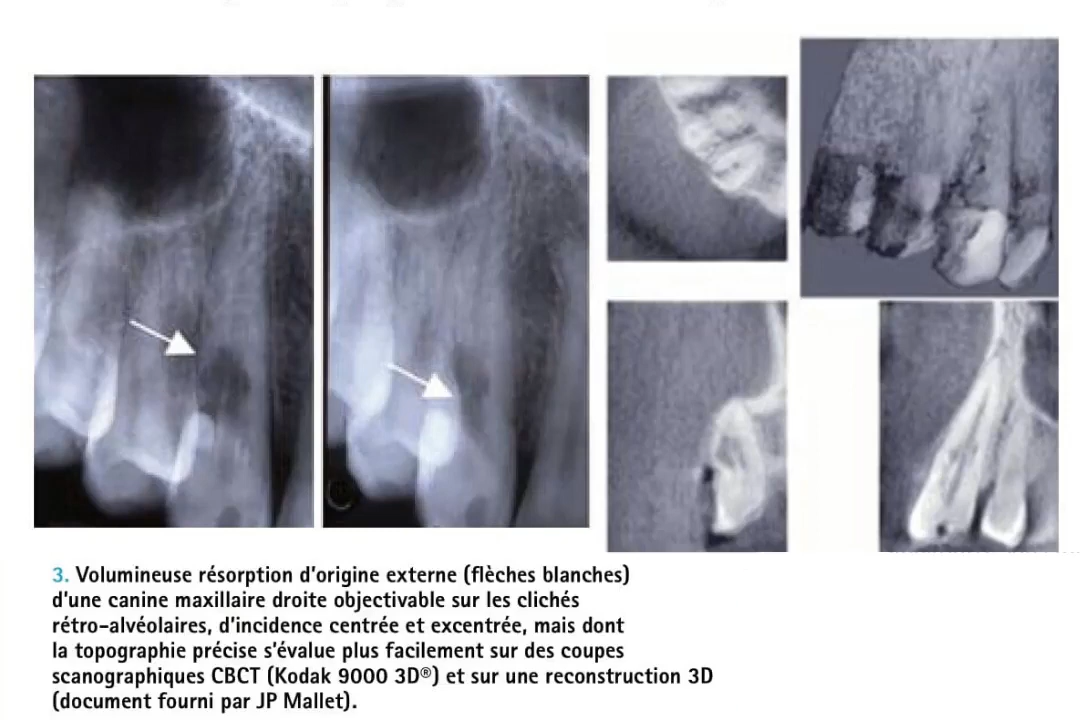 3. Volumineuse résorption d'origine externe (flèches blanches)
d'une canine maxillaire droite objectivable sur les clichés
rétro-alvéolaires, d'incidence centrée et excentrée, mais dont
la topographie précise s'évalue plus facilement sur des coupes
scanographiques CBCT (Kodak 9000 3D®) et sur une reconstruction 3D
(document fourni par JP Mallet).